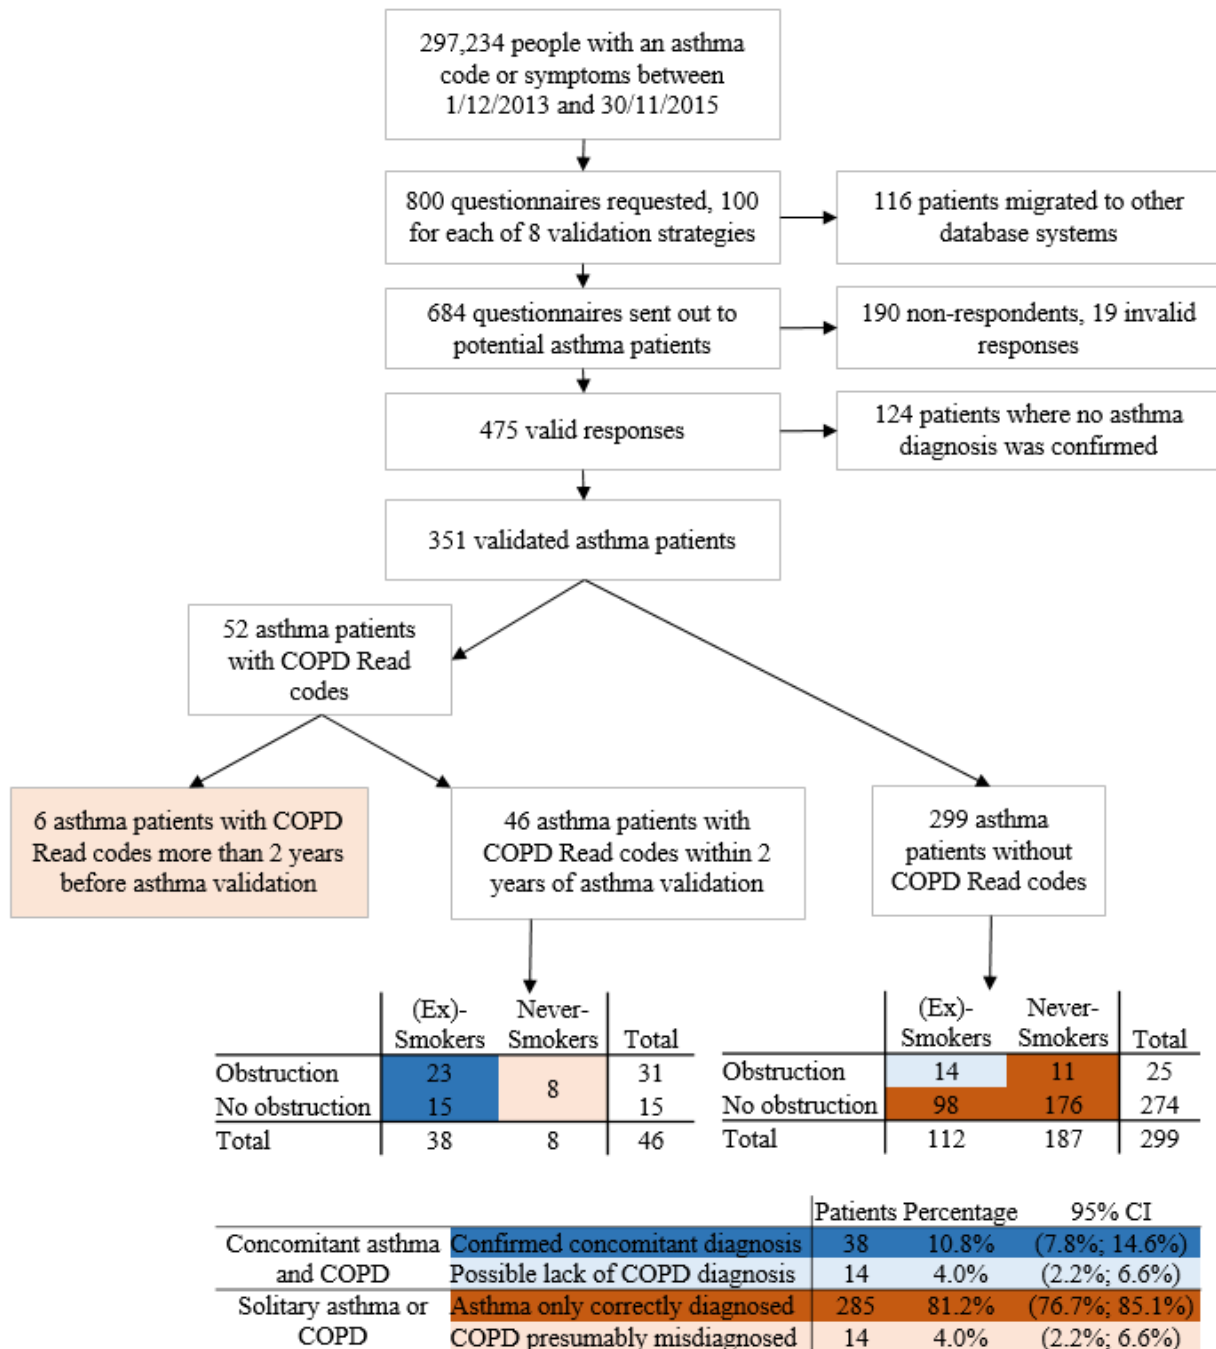 297,234 people with an asthma
code or symptoms between
1/12/2013 and 30/11/2015
800 questionnaires requested, 100
for each of 8 validation strategies
116 patients migrated to other
database systems
684 questionnaires sent out to
potential asthma patients
190 non-respondents, 19 invalid
responses
475 valid responses
124 patients where no asthma
diagnosis was confirmed
351 validated asthma patients
52 asthma patients
with COPD Read
codes
6 asthma patients with COPD
Read codes more than 2 years
before asthma validation
46 asthma patients with
COPD Read codes within 2
years of asthma validation
299 asthma
patients without
COPD Read codes
(Ex)- Never-
Smokers Smokers Total
Obstruction 23 8 31
No obstruction 15 15
Total 38 8 46
(Ex)- Never-
Smokers Smokers Total
Obstruction 14 11 25
No obstruction 98 176 274
Total 112 187 299
Patients Percentage 95% CI
Concomitant asthma Confirmed concomitant diagnosis 38 10.8% (7.8%; 14.6%)
and COPD Possible lack of COPD diagnosis 14 4.0% (2.2%; 6.6%)
Solitary asthma or Asthma only correctly diagnosed 285 81.2% (76.7%; 85.1%)
COPD COPD presumably misdiagnosed 14 4.0% (2.2%; 6.6%)